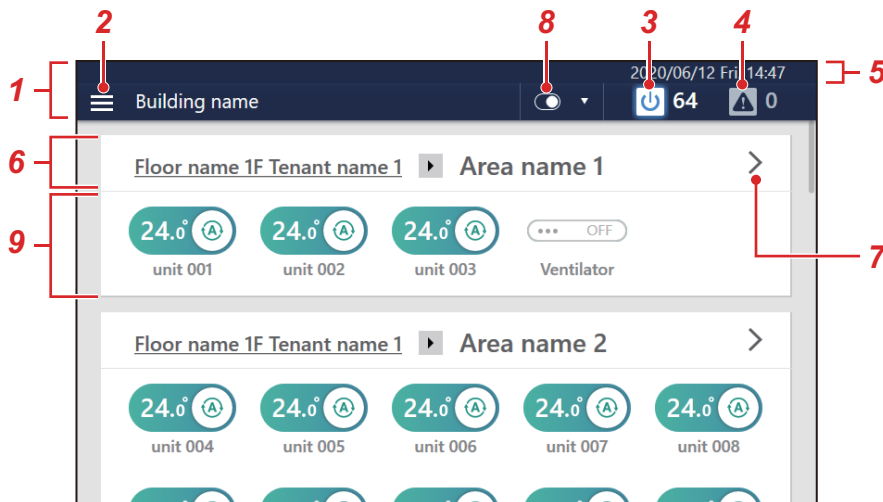 2 8 3 4
2020/06/12 Fri 14:47 5
1 Building name 64 0
6 Floor name 1F Tenant name 1 Area name 1
7
9 24.0° A 24.0° A 24.0° A OFF
unit 001 unit 002 unit 003 Ventilator
Floor name 1F Tenant name 1 Area name 2
24.0° A 24.0° A 24.0° A 24.0° A 24.0° A
unit 004 unit 005 unit 006 unit 007 unit 008